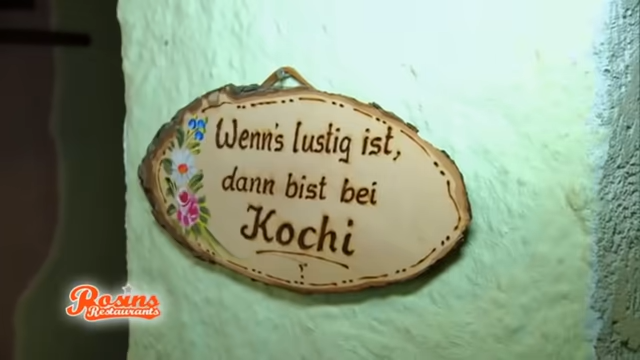 Wenn's lustig ist,
dann bist bei
Kochi
Rosins
Restaurants